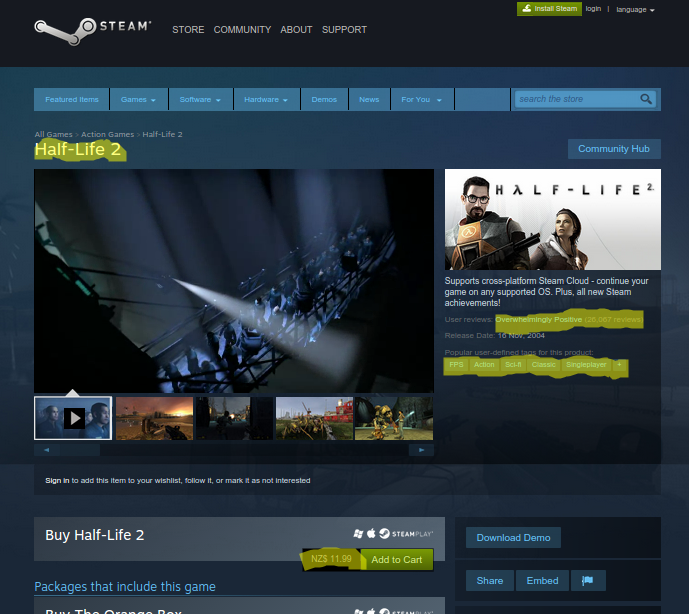 STEAM
Install Steam login | language
STORE COMMUNITY ABOUT SUPPORT
Featured Items Games Software Hardware Demos News For You search the store
All Games > Action Games > Half-Life 2
Half-Life 2
Community Hub
HλLF-LIFE 2
Supports cross-platform Steam Cloud - continue
your game on any supported OS. Plus, all new Steam
achievements!
User reviews: Overwhelmingly Positive (26,067 reviews)
Release Date: 16 Nov, 2004
Popular user-defined tags for this product:
FPS Action Sci-fi Classic Singleplayer +
Sign in to add this item to your wishlist, follow it, or mark it as not interested
Buy Half-Life 2
STEAMPLAY
NZ$ 11.99 Add to Cart
Download Demo
Share Embed
Packages that include this game
Buy The Orange Box
STEAMPLAY